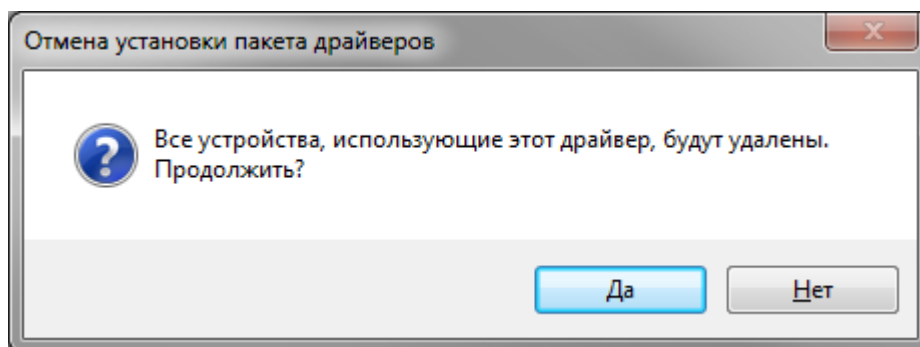 Отмена установки пакета драйверов
Все устройства, использующие этот драйвер, будут удалены.
Продолжить?
Да
Нет